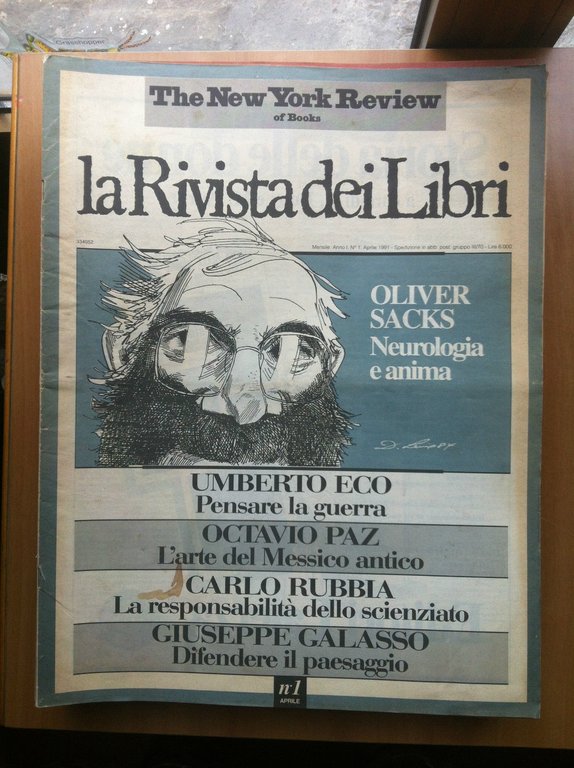 Grasshopper
The New York Review
of Books
la Rivista dei Libri
334052
Mensile. Anno I, N° 1, Aprile 1991 - Spedizione in abb. post. gruppo III/70 - Lire 6.000
OLIVER
SACKS
Neurologia
e anima
UMBERTO ECO
Pensare la guerra
OCTAVIO PAZ
L'arte del Messico antico
CARLO RUBBIA
La responsabilità dello scienziato
GIUSEPPE GALASSO
Difendere il paesaggio
n°1
APRILE